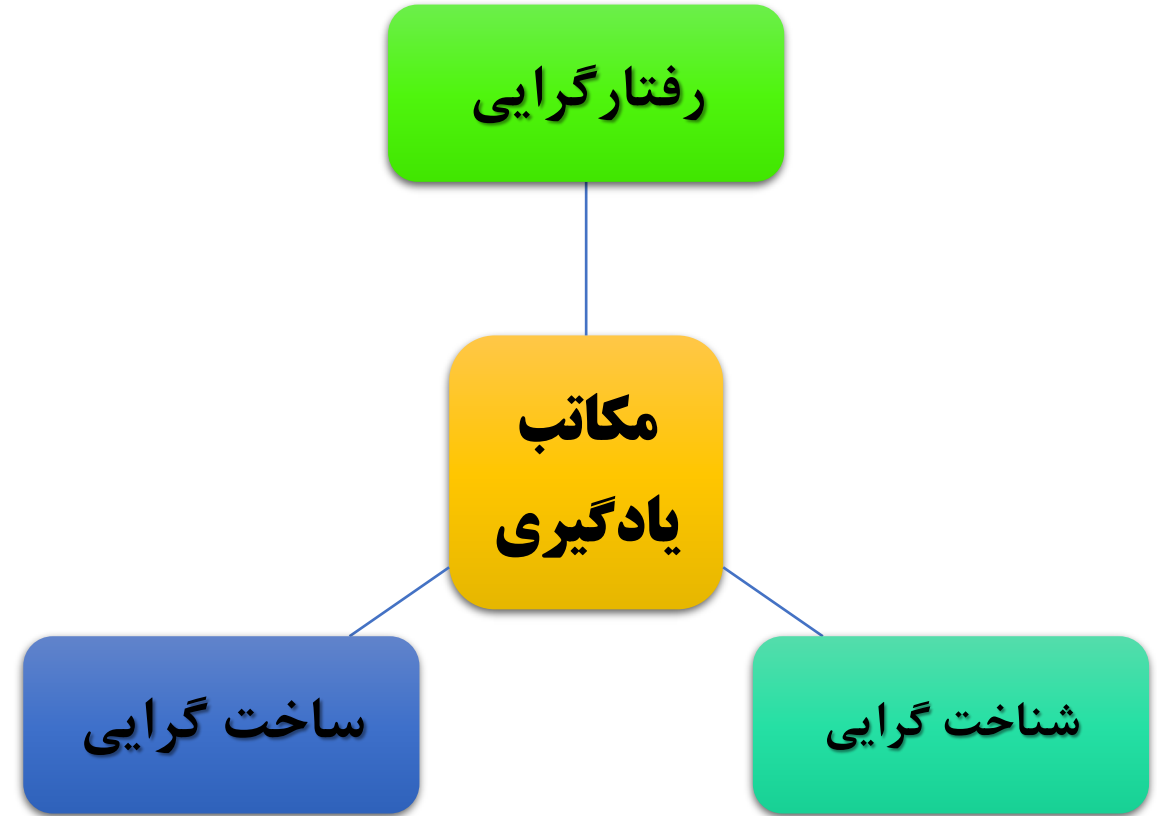 رفتارگرایی
مکاتب
یادگیری
شناخت گرایی
ساخت گرایی